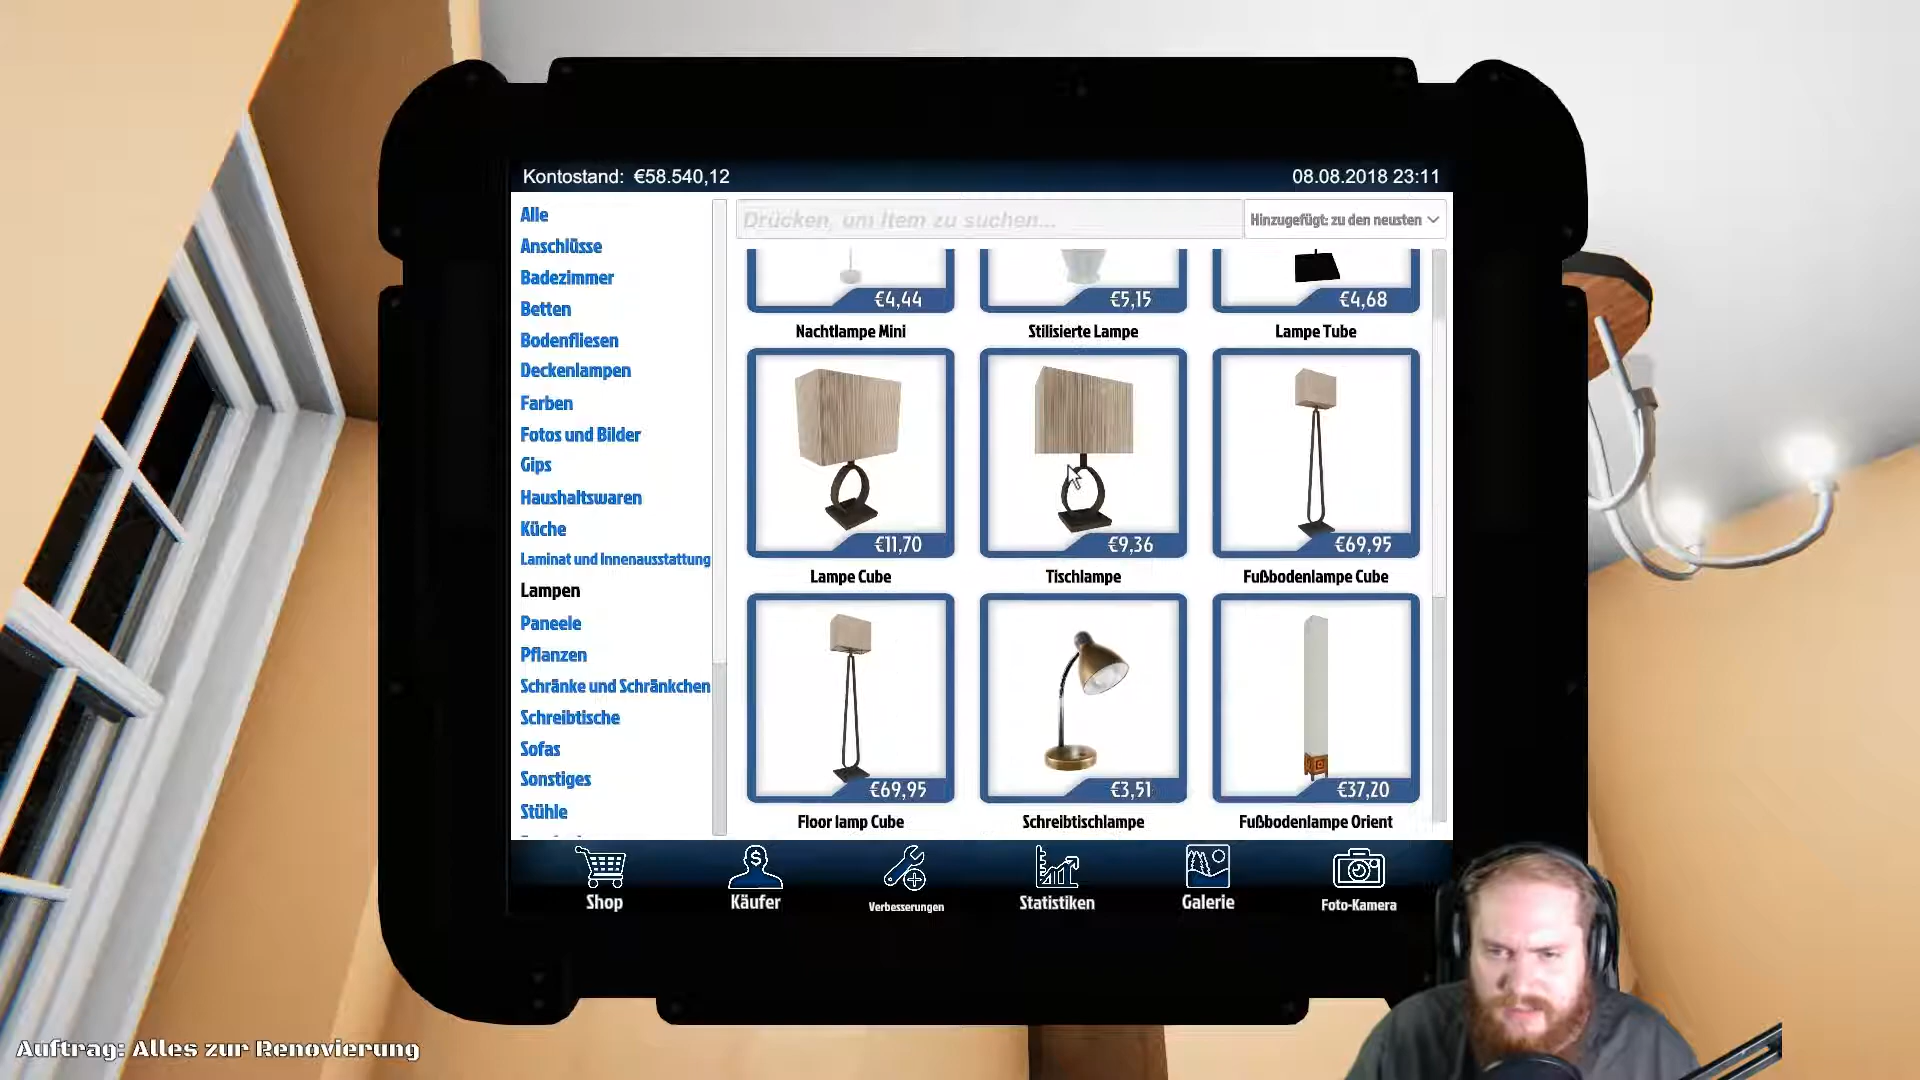 Kontostand: €58.540,12
08.08.2018 23:11
Alle
Anschlüsse
Badezimmer
Betten
Bodenfliesen
Deckenlampen
Farben
Fotos und Bilder
Gips
Haushaltswaren
Küche
Laminat und Innenausstattung
Lampen
Paneele
Pflanzen
Schränke und Schränkchen
Schreibtische
Sofas
Sonstiges
Stühle
Drücken, um Item zu suchen...
Hinzugefügt: zu den neusten
€4,44
€5,15
€4,68
Nachtlampe Mini
Stilisierte Lampe
Lampe Tube
€11,70
€9,36
€69,95
Lampe Cube
Tischlampe
Fußbodenlampe Cube
€69,95
€3,51
€37,20
Floor lamp Cube
Schreibtischlampe
Fußbodenlampe Orient
Shop
Käufer
Verbesserungen
Statistiken
Galerie
Foto-Kamera
Auftrag: Alles zur Renovierung